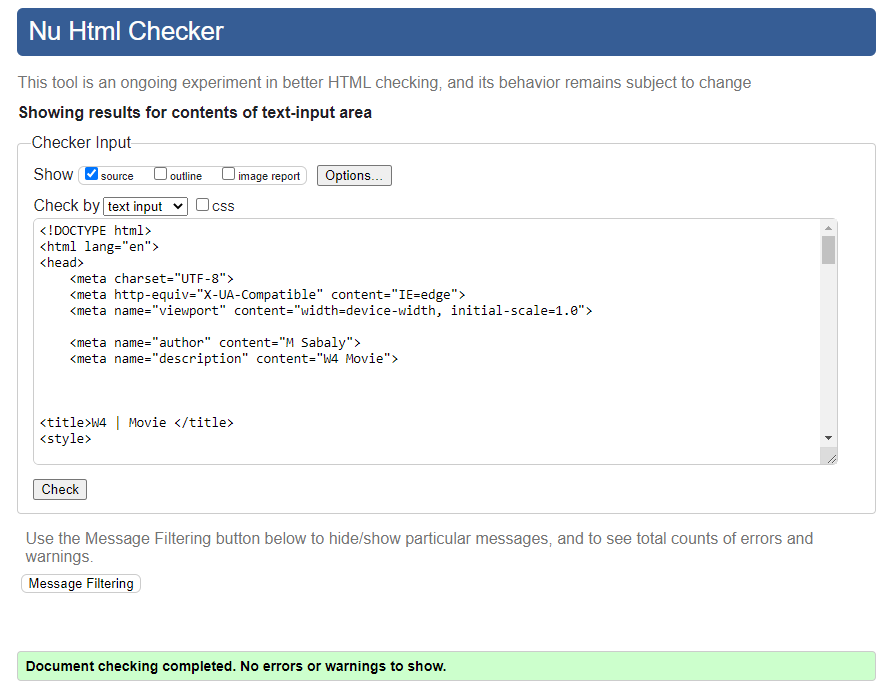 Nu Html Checker
This tool is an ongoing experiment in better HTML checking, and its behavior remains subject to change
Showing results for contents of text-input area
Checker Input
Show source outline image report Options...
Check by text input css
<!DOCTYPE html>
<html lang="en">
<head>
    <meta charset="UTF-8">
    <meta http-equiv="X-UA-Compatible" content="IE=edge">
    <meta name="viewport" content="width=device-width, initial-scale=1.0">
    <meta name="author" content="M Sabaly">
    <meta name="description" content="W4 Movie">
<title>W4 | Movie </title>
<style>
Check
Use the Message Filtering button below to hide/show particular messages, and to see total counts of errors and
warnings.
Message Filtering
Document checking completed. No errors or warnings to show.